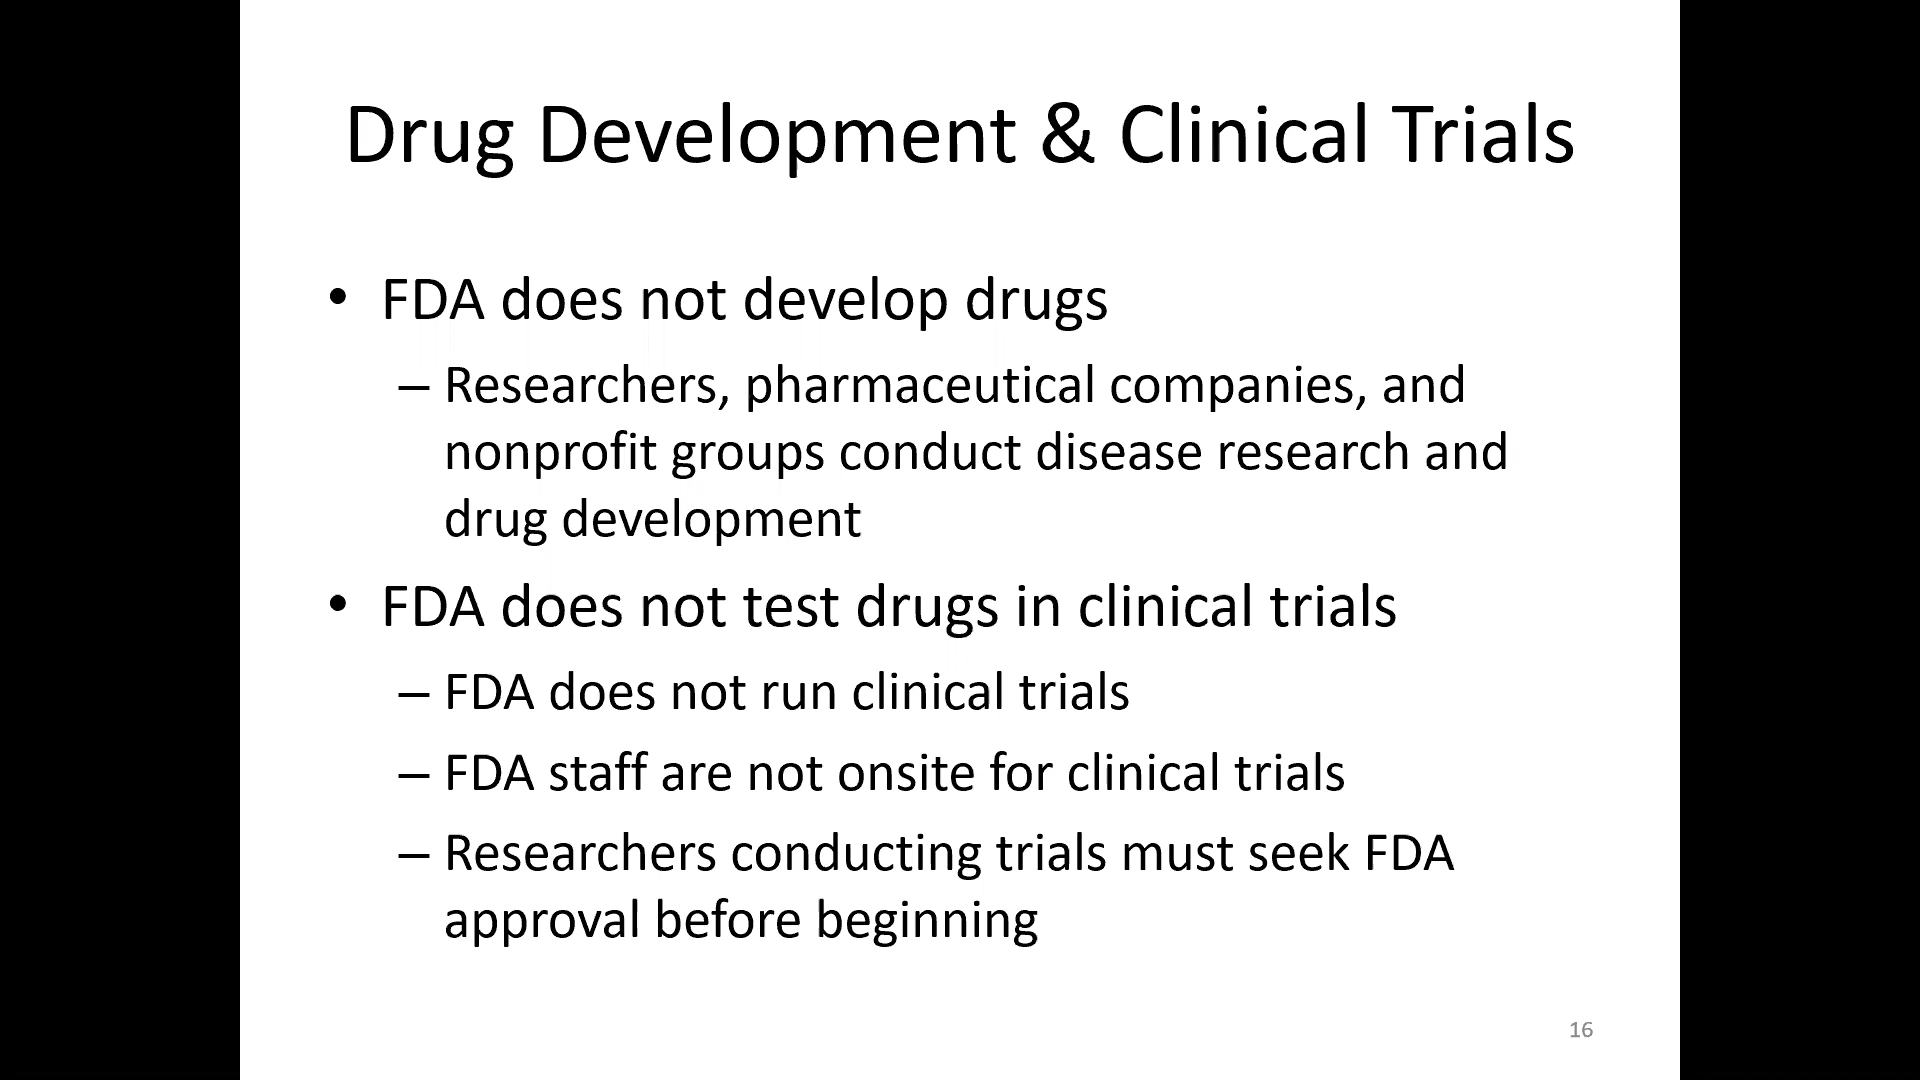 Drug Development & Clinical Trials
• FDA does not develop drugs
– Researchers, pharmaceutical companies, and
nonprofit groups conduct disease research and
drug development
• FDA does not test drugs in clinical trials
– FDA does not run clinical trials
– FDA staff are not onsite for clinical trials
– Researchers conducting trials must seek FDA
approval before beginning
16